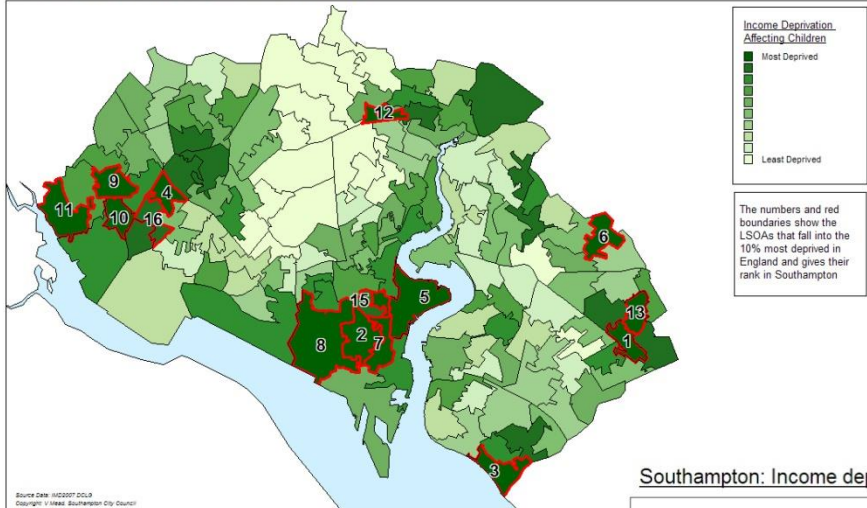 Income Deprivation
Affecting Children
Most Deprived
Least Deprived
The numbers and red
boundaries show the
LSOAs that fall into the
10% most deprived in
England and gives their
rank in Southampton
12
9
4
11
10
16
6
5
15
13
2
8
7
1
3
Southampton: Income dep
Source Data: IMD2007 DCLG
Copyright: V Mead, Southampton City Council